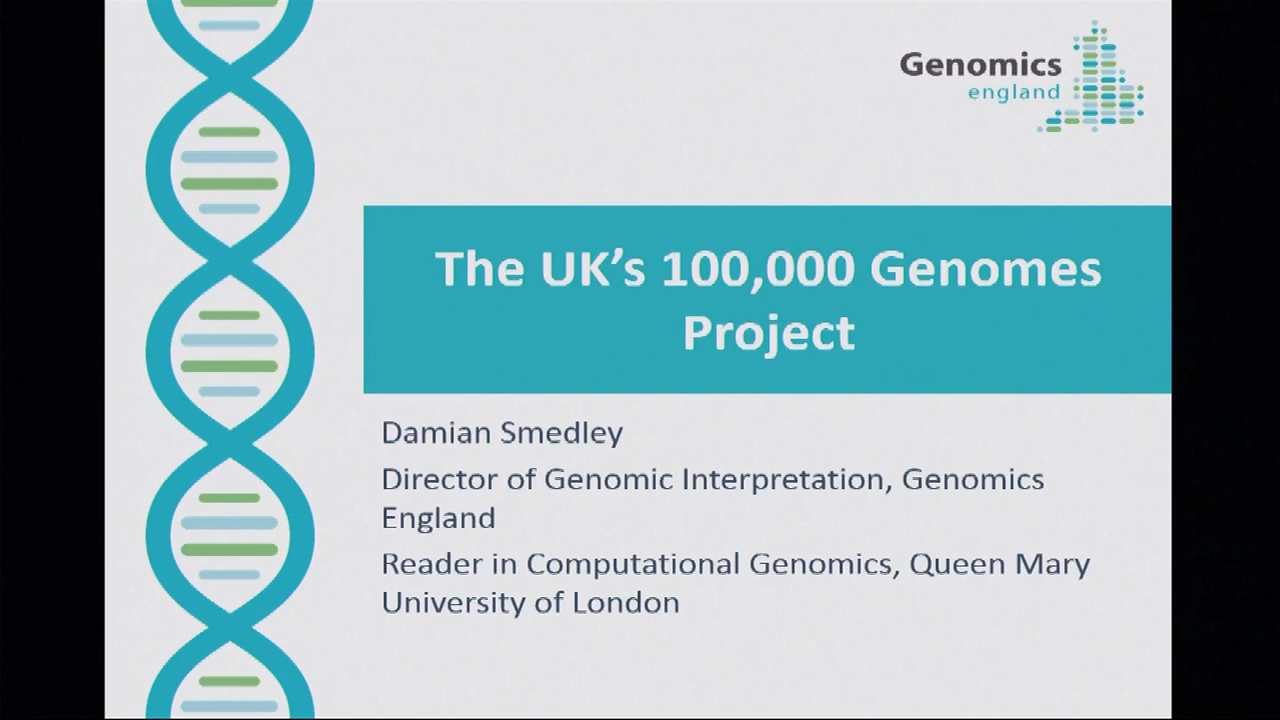 Genomics
england
The UK’s 100,000 Genomes
Project
Damian Smedley
Director of Genomic Interpretation, Genomics
England
Reader in Computational Genomics, Queen Mary
University of London